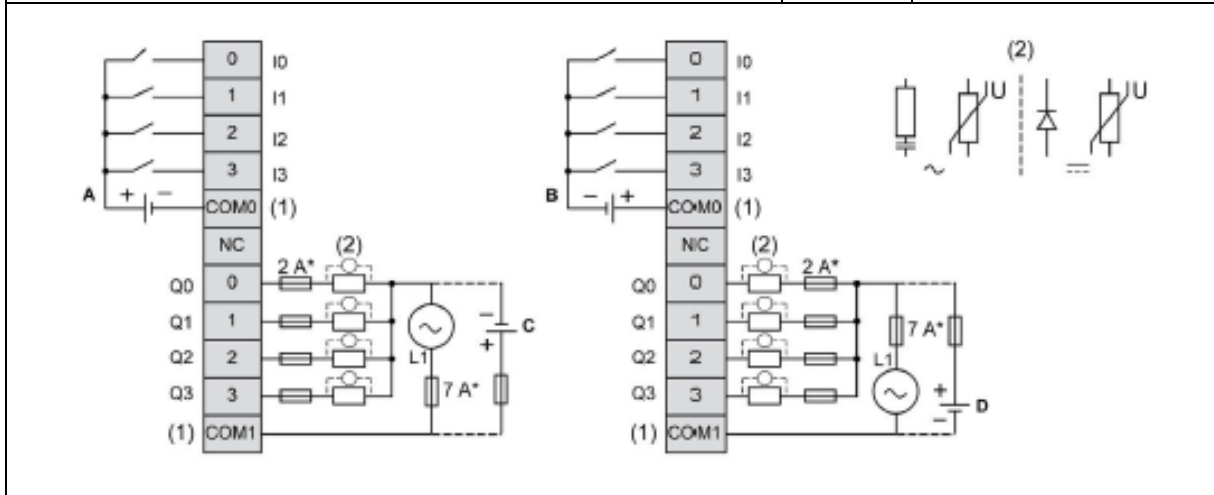 0 I0
1 I1
2 I2
3 I3
A + − COM0 (1)
NC (2)
2 A*
Q0 0
Q1 1
− C
Q2 2 + L1
Q3 3 7 A*
(1) COM1
0 I0
1 I1
2 I2
3 I3
B − + COM0 (1)
NC (2)
2 A*
Q0 0
Q1 1 7 A*
Q2 2 L1
Q3 3 + D
−
(1) COM1
(2)
U U